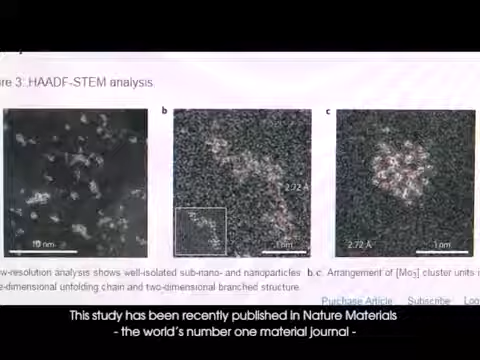 re 3: HAADF-STEM analysis.
b
c
2.72 Å
10 nm
1 nm
2.72 Å
1 nm
w-resolution analysis shows well-isolated sub-nano- and nanoparticles b,c, Arrangement of [Mo3] cluster units i
e-dimensional unfolding chain and two-dimensional branched structure.
Purchase Article Subscribe Log
This study has been recently published in Nature Materials
- the world's number one material journal -